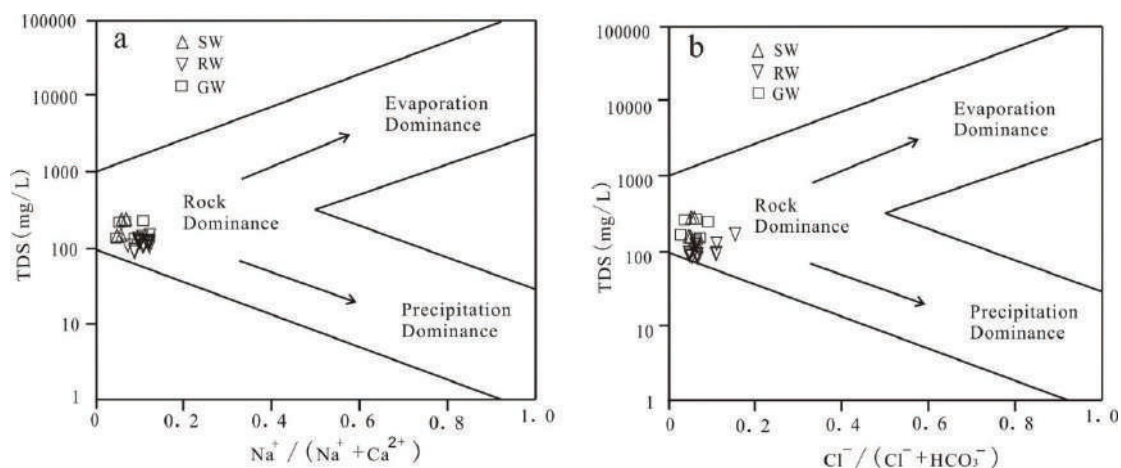 a
△ SW
▽ RW
□ GW
100000
10000
1000
100
10
1
TDS (mg/L)
Evaporation
Dominance
Rock
Dominance
Precipitation
Dominance
0
0.2
0.4
0.6
0.8
1.0
Na⁺/(Na⁺+Ca²⁺)
b
△ SW
▽ RW
□ GW
100000
10000
1000
100
10
1
TDS (mg/L)
Evaporation
Dominance
Rock
Dominance
Precipitation
Dominance
0
0.2
0.4
0.6
0.8
1.0
Cl⁻/(Cl⁻+HCO₃⁻)